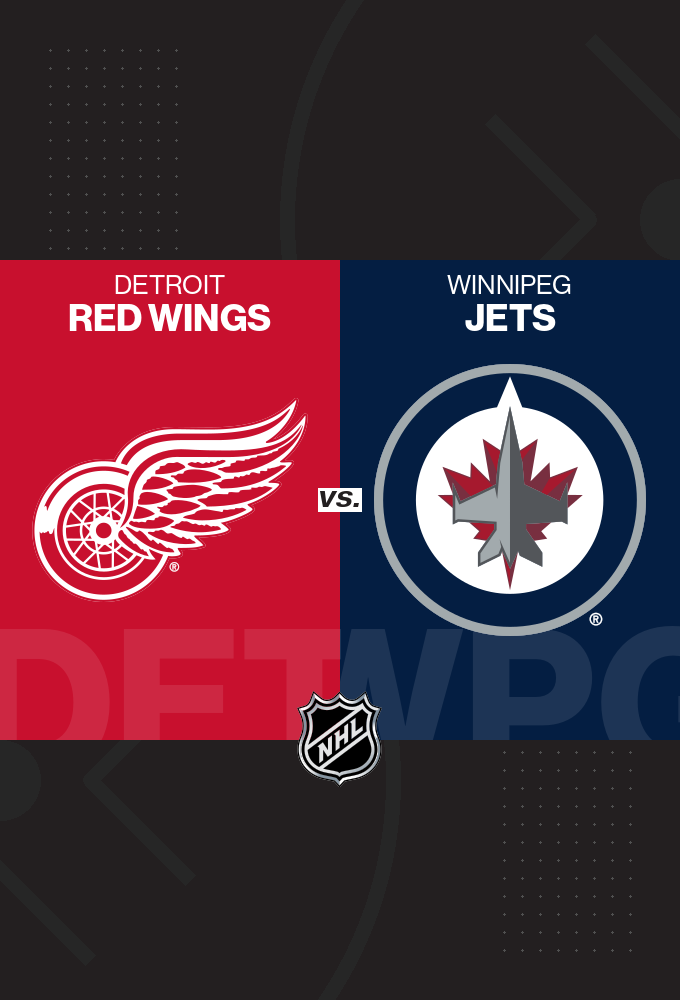 DETROIT
RED WINGS
WINNIPEG
JETS
vs.
®
®
DET
WPG
NHL